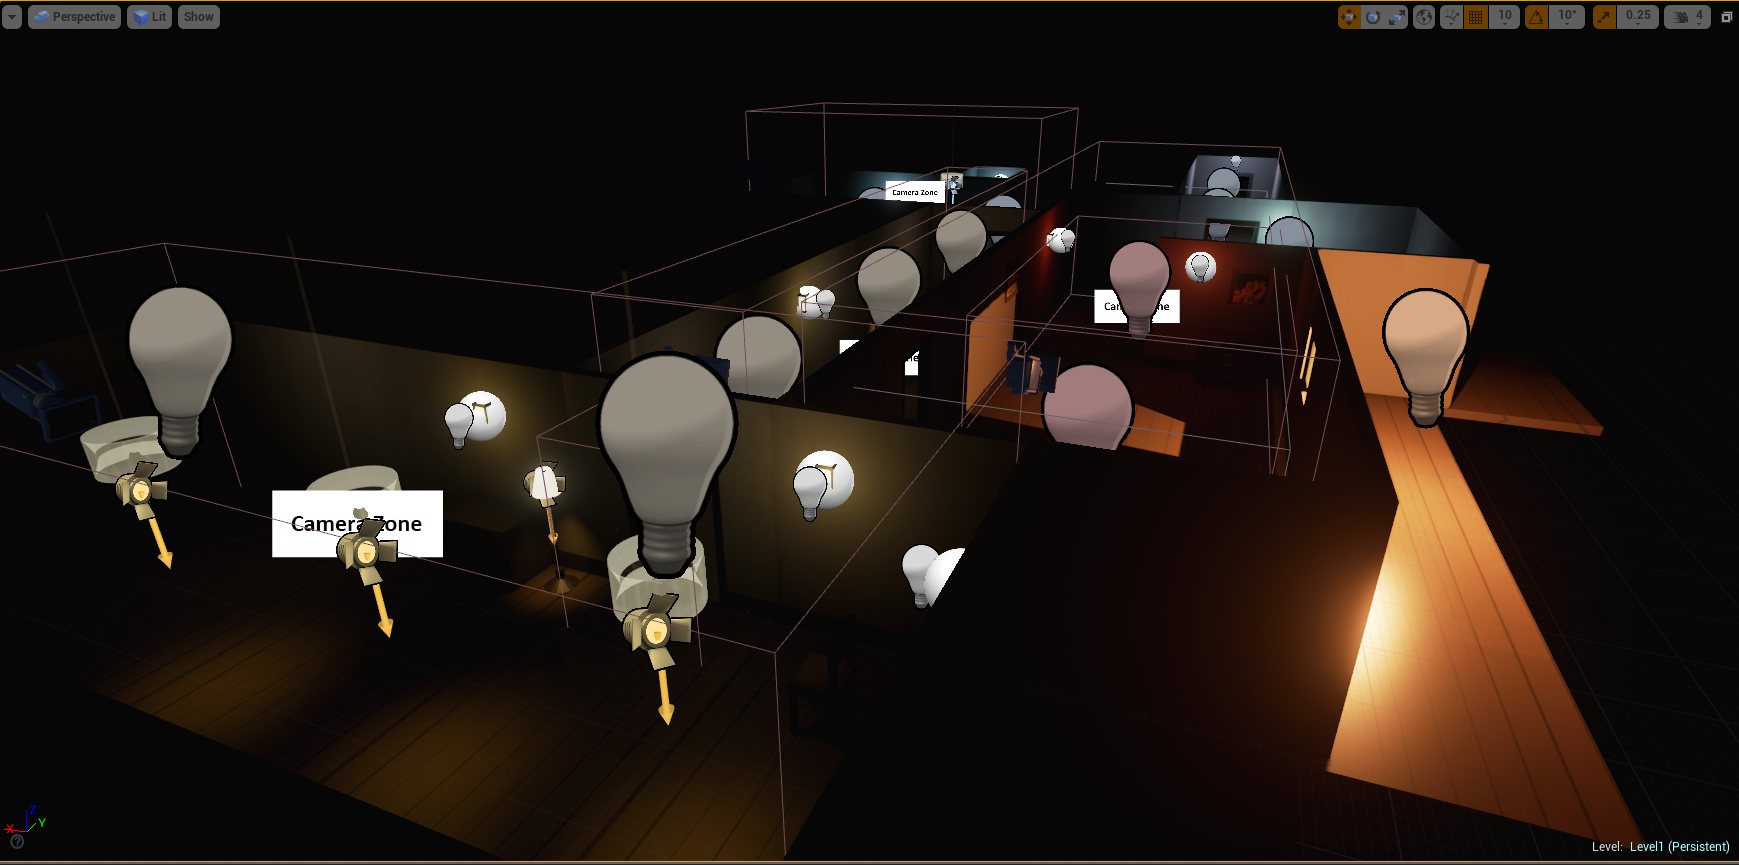 Perspective Lit Show 10 10° 0.25 4
Camera Zone
Camera Zone
Z
X Y
Level: Level1 (Persistent)